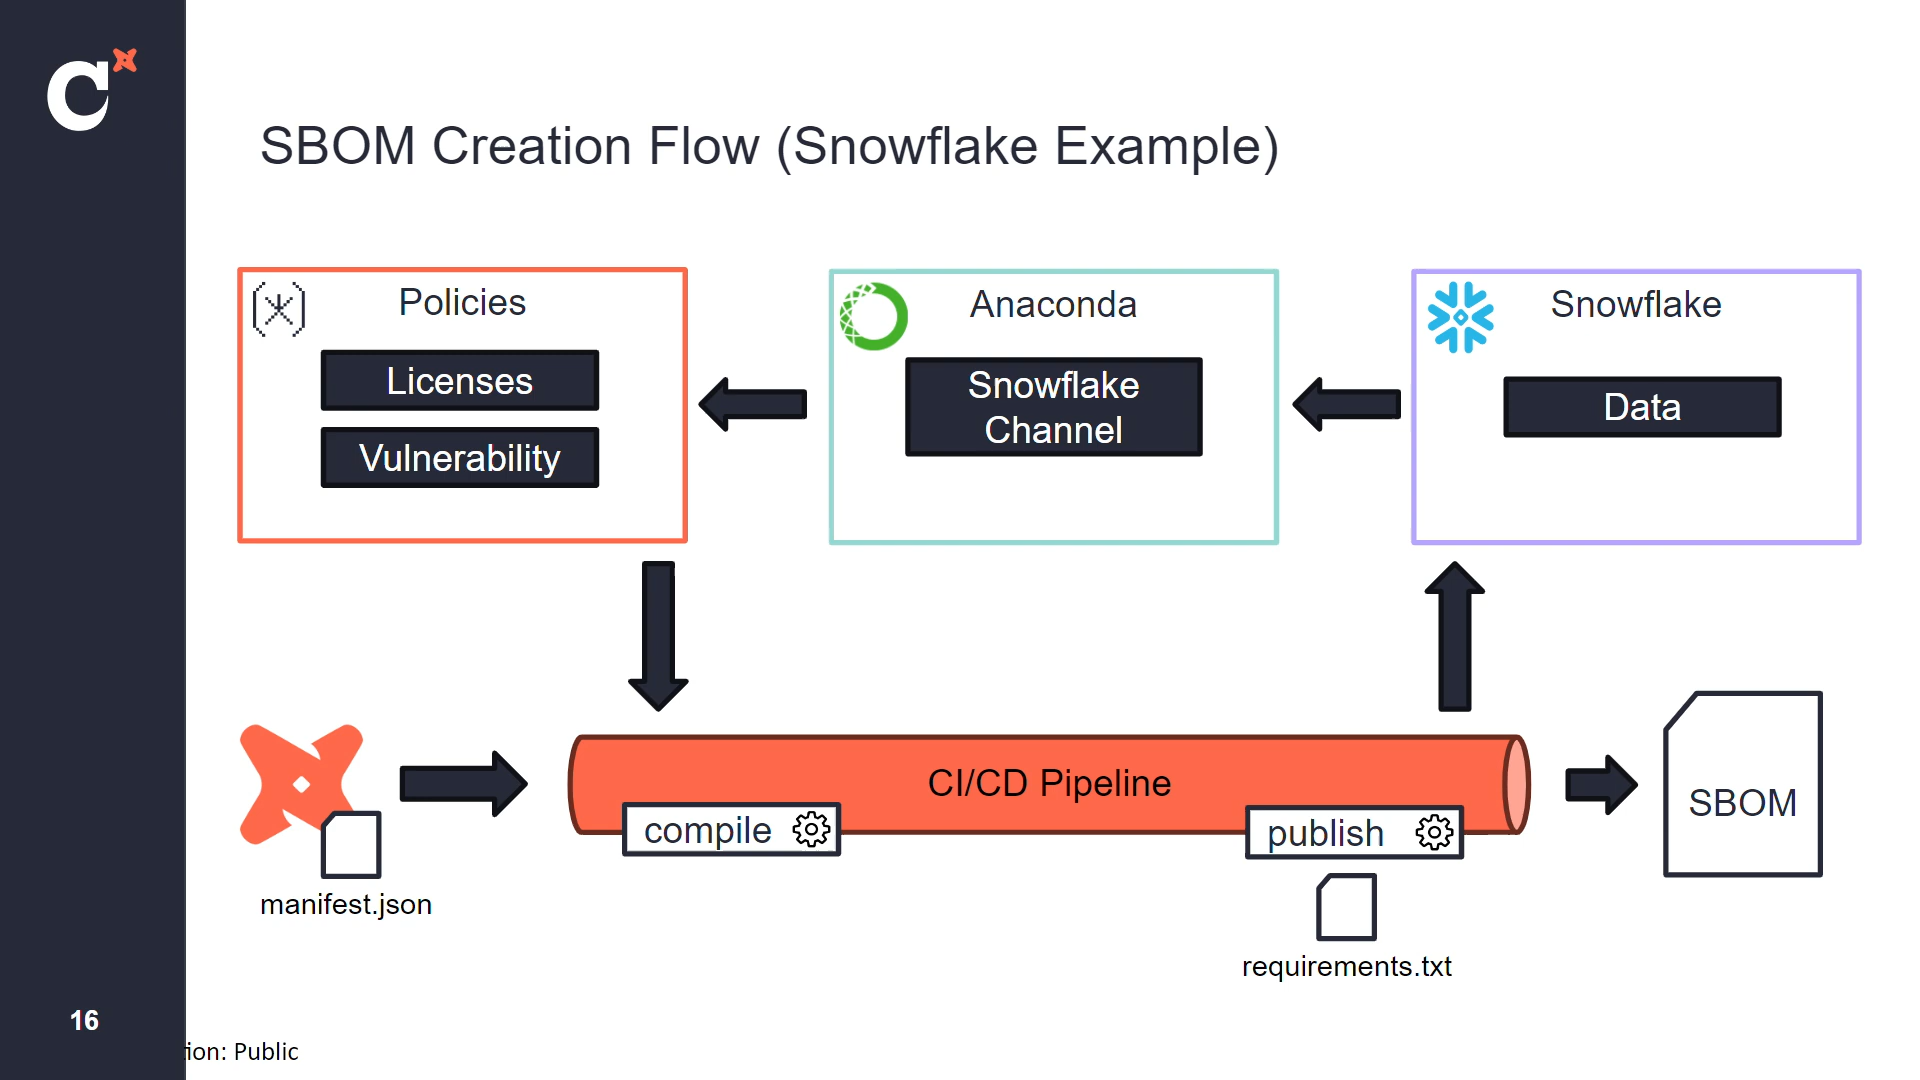 SBOM Creation Flow (Snowflake Example)
Policies
Licenses
Vulnerability
Anaconda
Snowflake
Channel
Snowflake
Data
CI/CD Pipeline
compile
publish
manifest.json
requirements.txt
SBOM
16
tion: Public